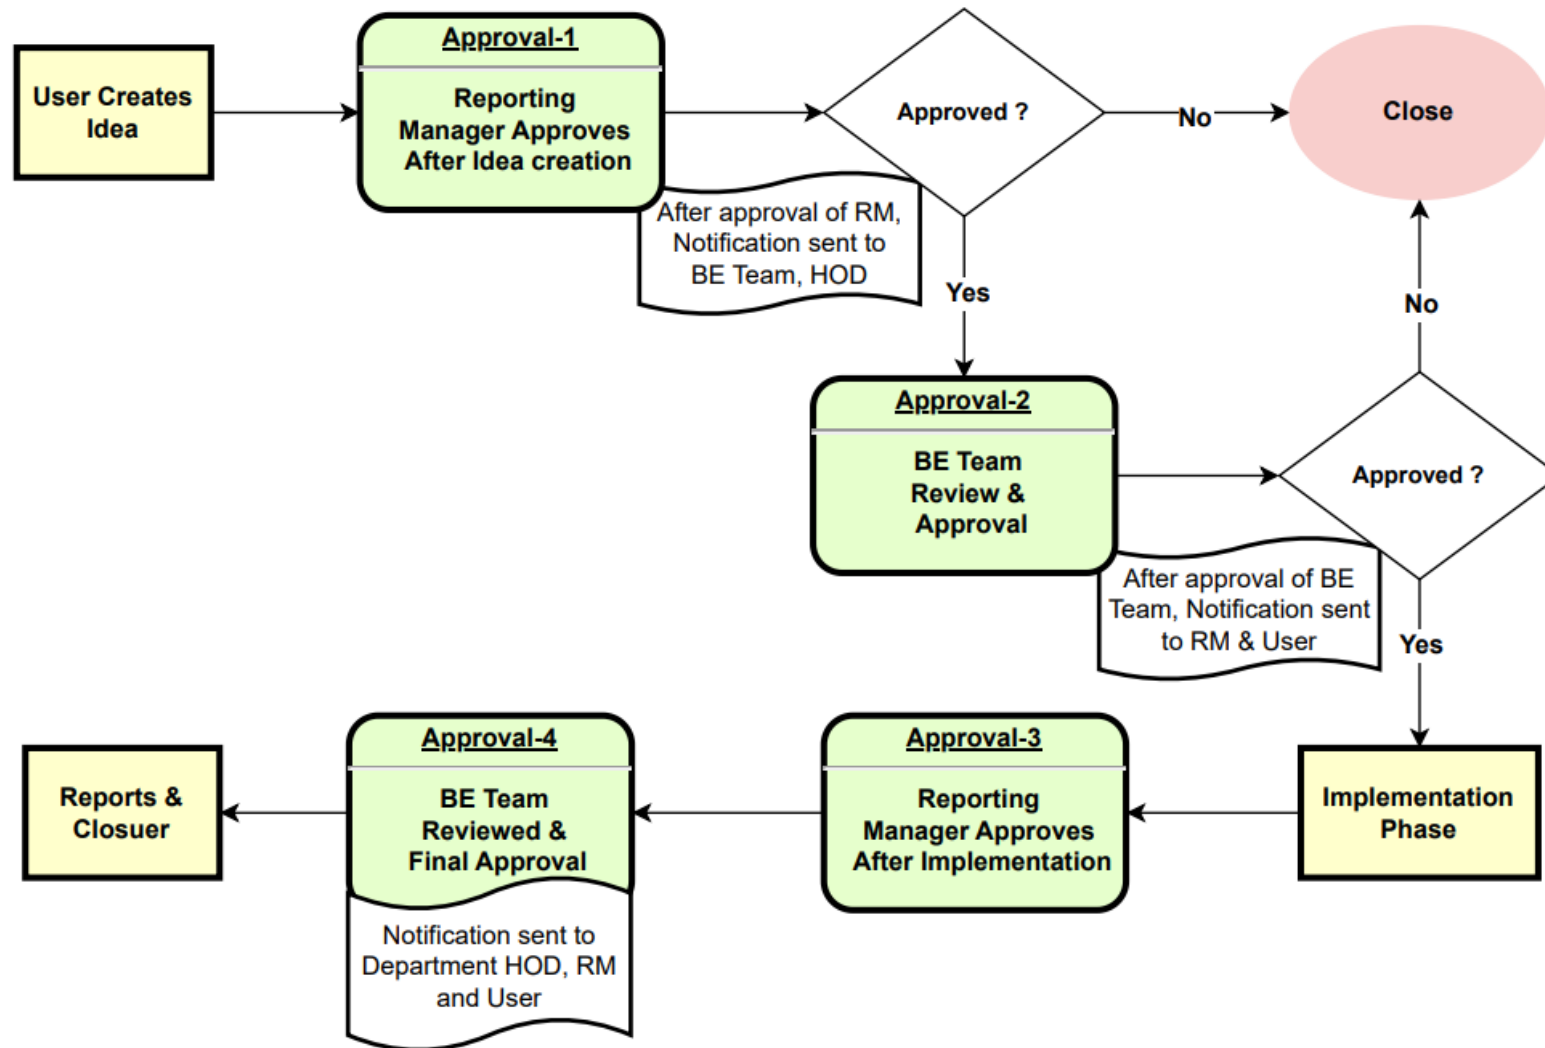 User Creates
Idea
Approval-1
Reporting
Manager Approves
After Idea creation
After approval of RM,
Notification sent to
BE Team, HOD
Approved ?
No
Close
Yes
Approval-2
BE Team
Review &
Approval
After approval of BE
Team, Notification sent
to RM & User
Approved ?
No
Yes
Implementation
Phase
Approval-3
Reporting
Manager Approves
After Implementation
Approval-4
BE Team
Reviewed &
Final Approval
Notification sent to
Department HOD, RM
and User
Reports &
Closuer